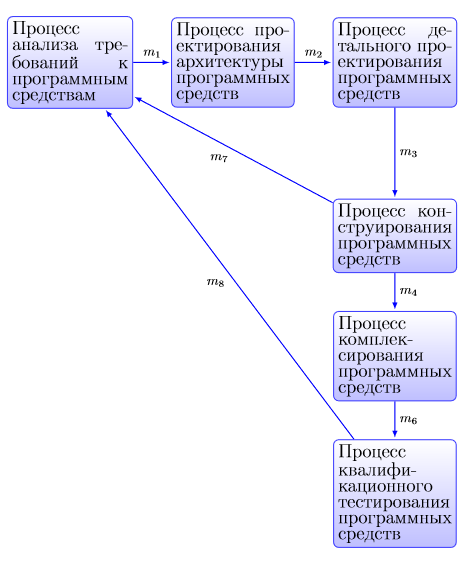 Процесс
анализа тре-
бований к
программным
средствам
m1
Процесс про-
ектирования
архитектуры
программных
средств
m2
Процесс де-
тального про-
ектирования
программных
средств
m3
m7
Процесс кон-
струирования
программных
средств
m4
m8
Процесс
комплек-
сирования
программных
средств
m6
Процесс
квалифи-
кационного
тестирования
программных
средств